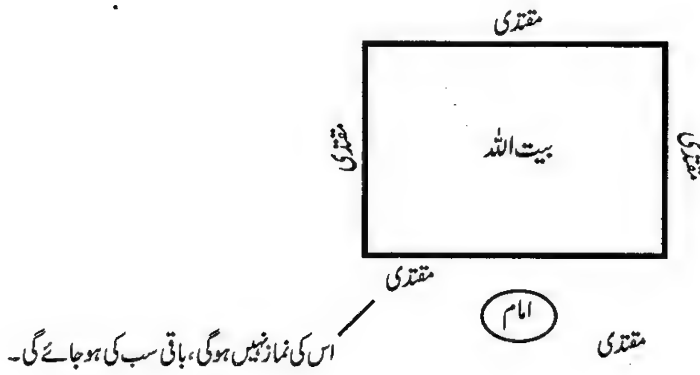 مقتدی
مقتدی
بیت اللہ
مقتدی
مقتدی
امام
مقتدی
اس کی نماز نہیں ہوگی، باقی سب کی ہو جائے گی۔